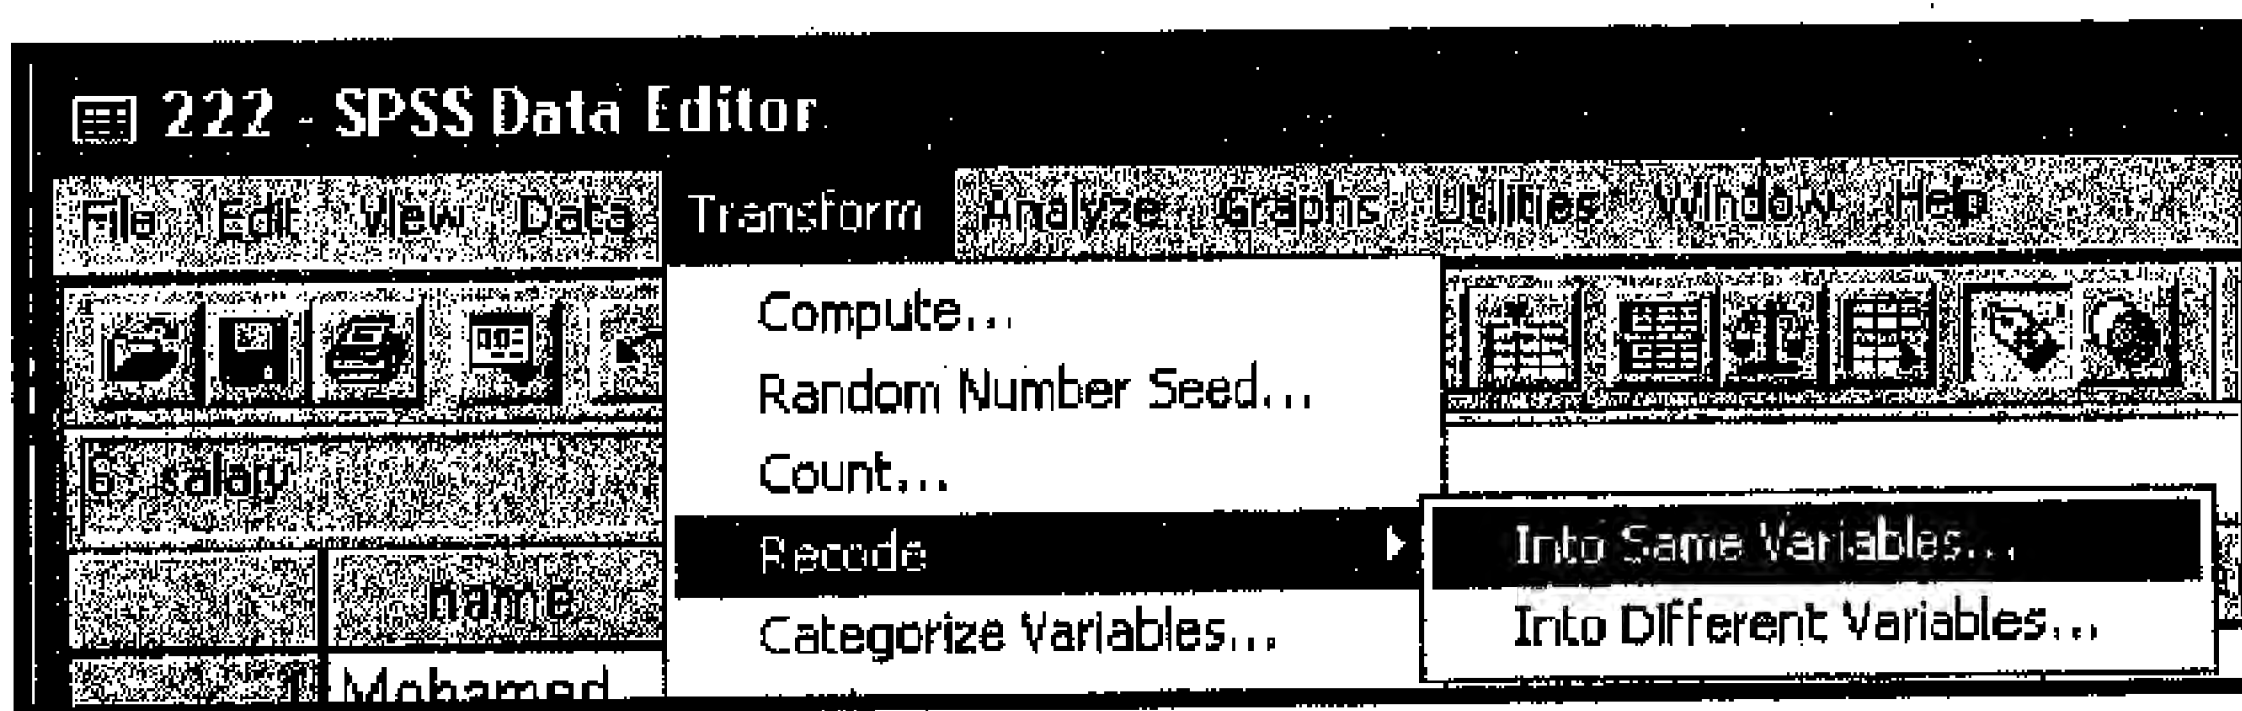 222 - SPSS Data Editor
File Edit View Data Transform Analyze Graphs Utilities Window Help
Compute...
Random Number Seed...
6 : salary
Count...
Recode
Into Same Variables...
name
Categorize Variables...
Into Different Variables...
1 Mohamed